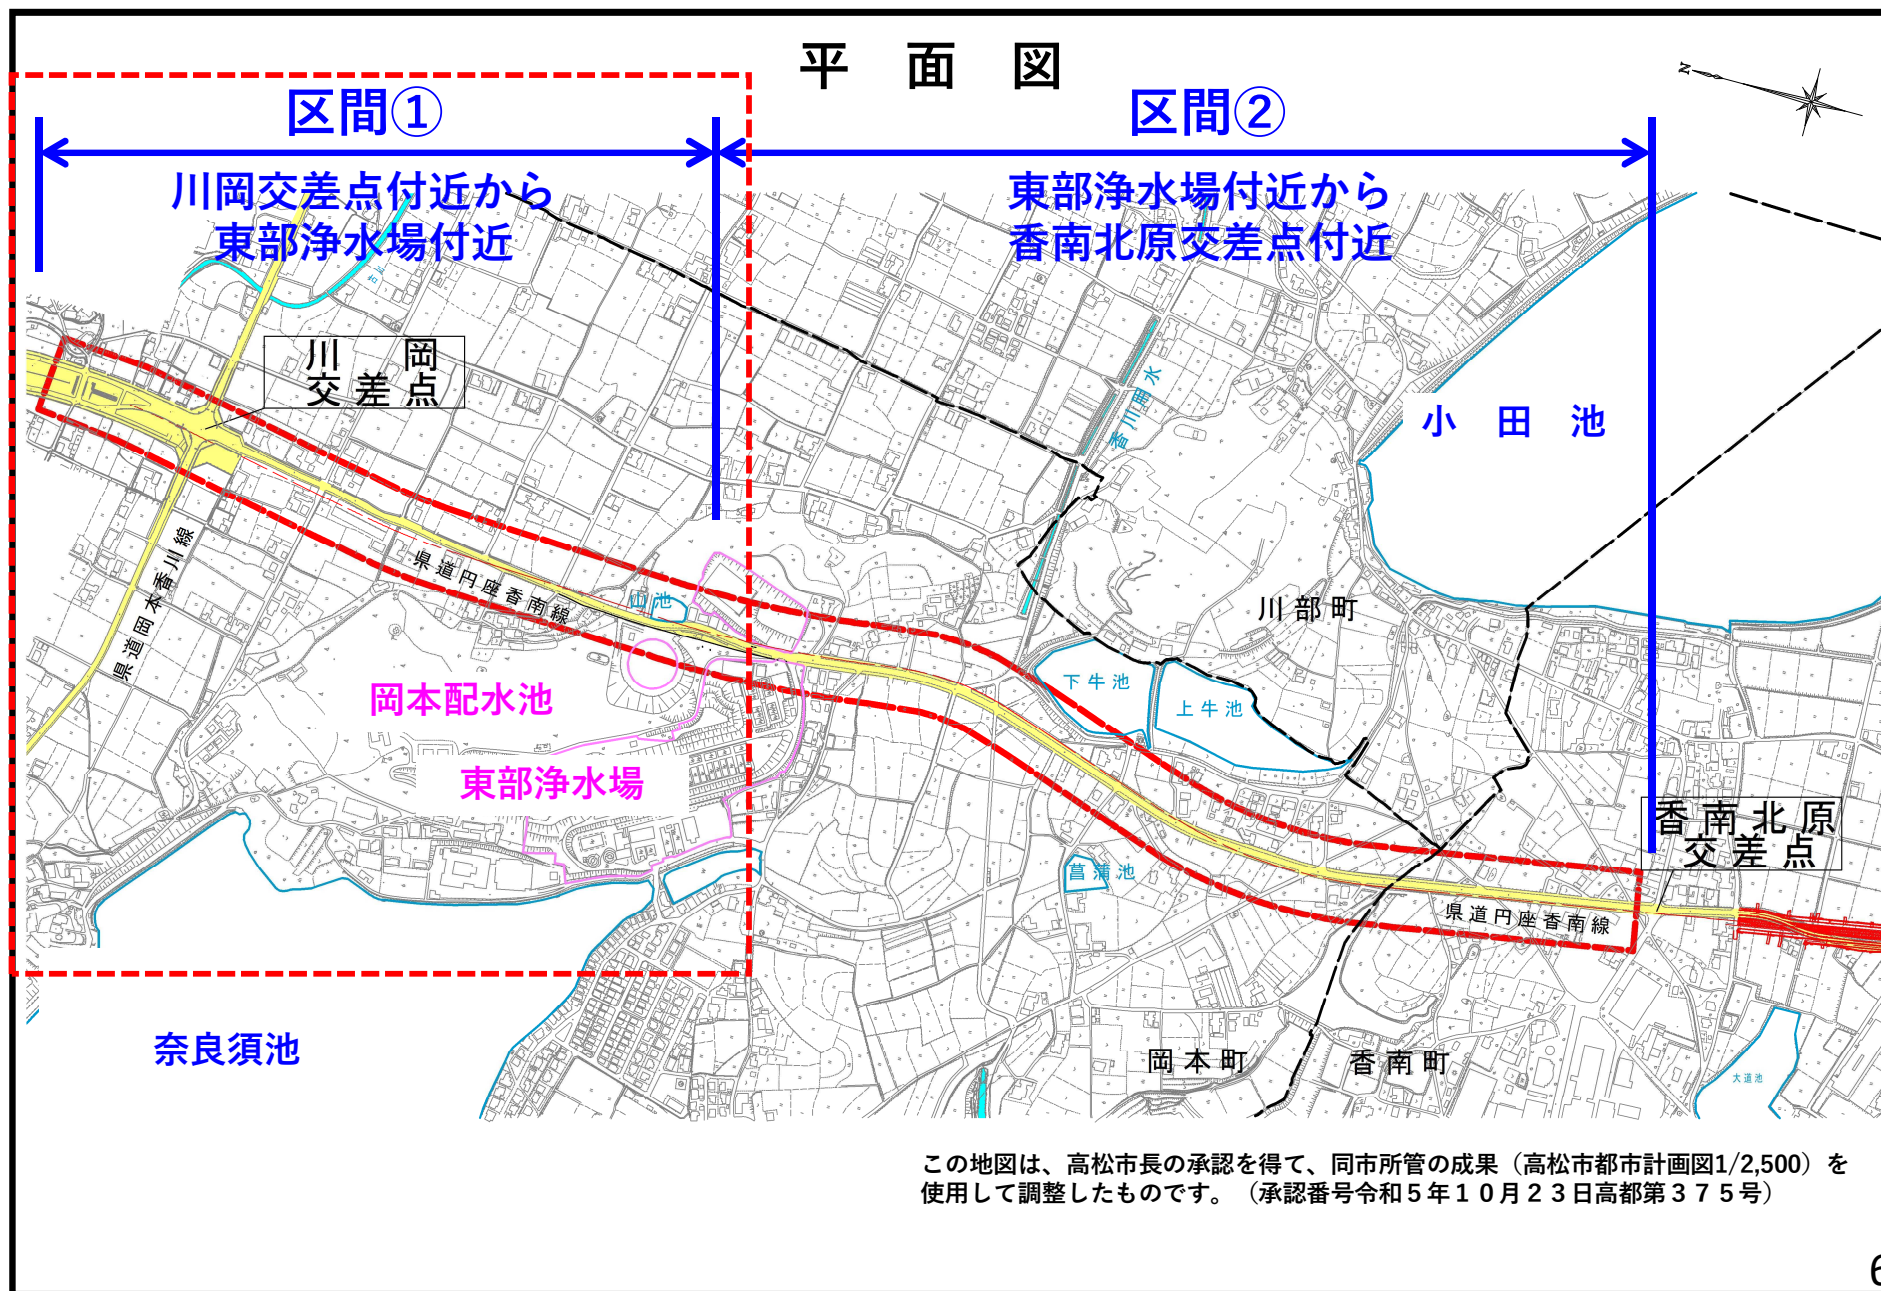 平 面 図
N
区間①
区間②
川岡交差点付近から
東部浄水場付近
東部浄水場付近から
香南北原交差点付近
川 岡
交差点
香川用水
小 田 池
県道岡本香川線
県道円座香南線
山池
川部町
下牛池
上牛池
岡本配水池
東部浄水場
香南北原
交差点
菖蒲池
県道円座香南線
奈良須池
岡本町
香南町
大道池
この地図は、高松市長の承認を得て、同市所管の成果（高松市都市計画図1/2,500）を
使用して調整したものです。（承認番号令和５年１０月２３日高都第３７５号）
6